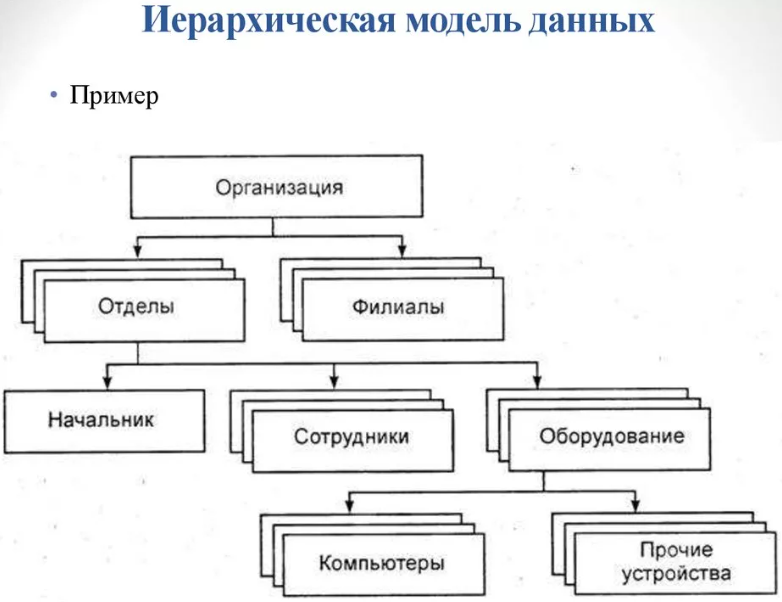 Иерархическая модель данных
• Пример
Организация
Отделы
Филиалы
Начальник
Сотрудники
Оборудование
Компьютеры
Прочие
устройства